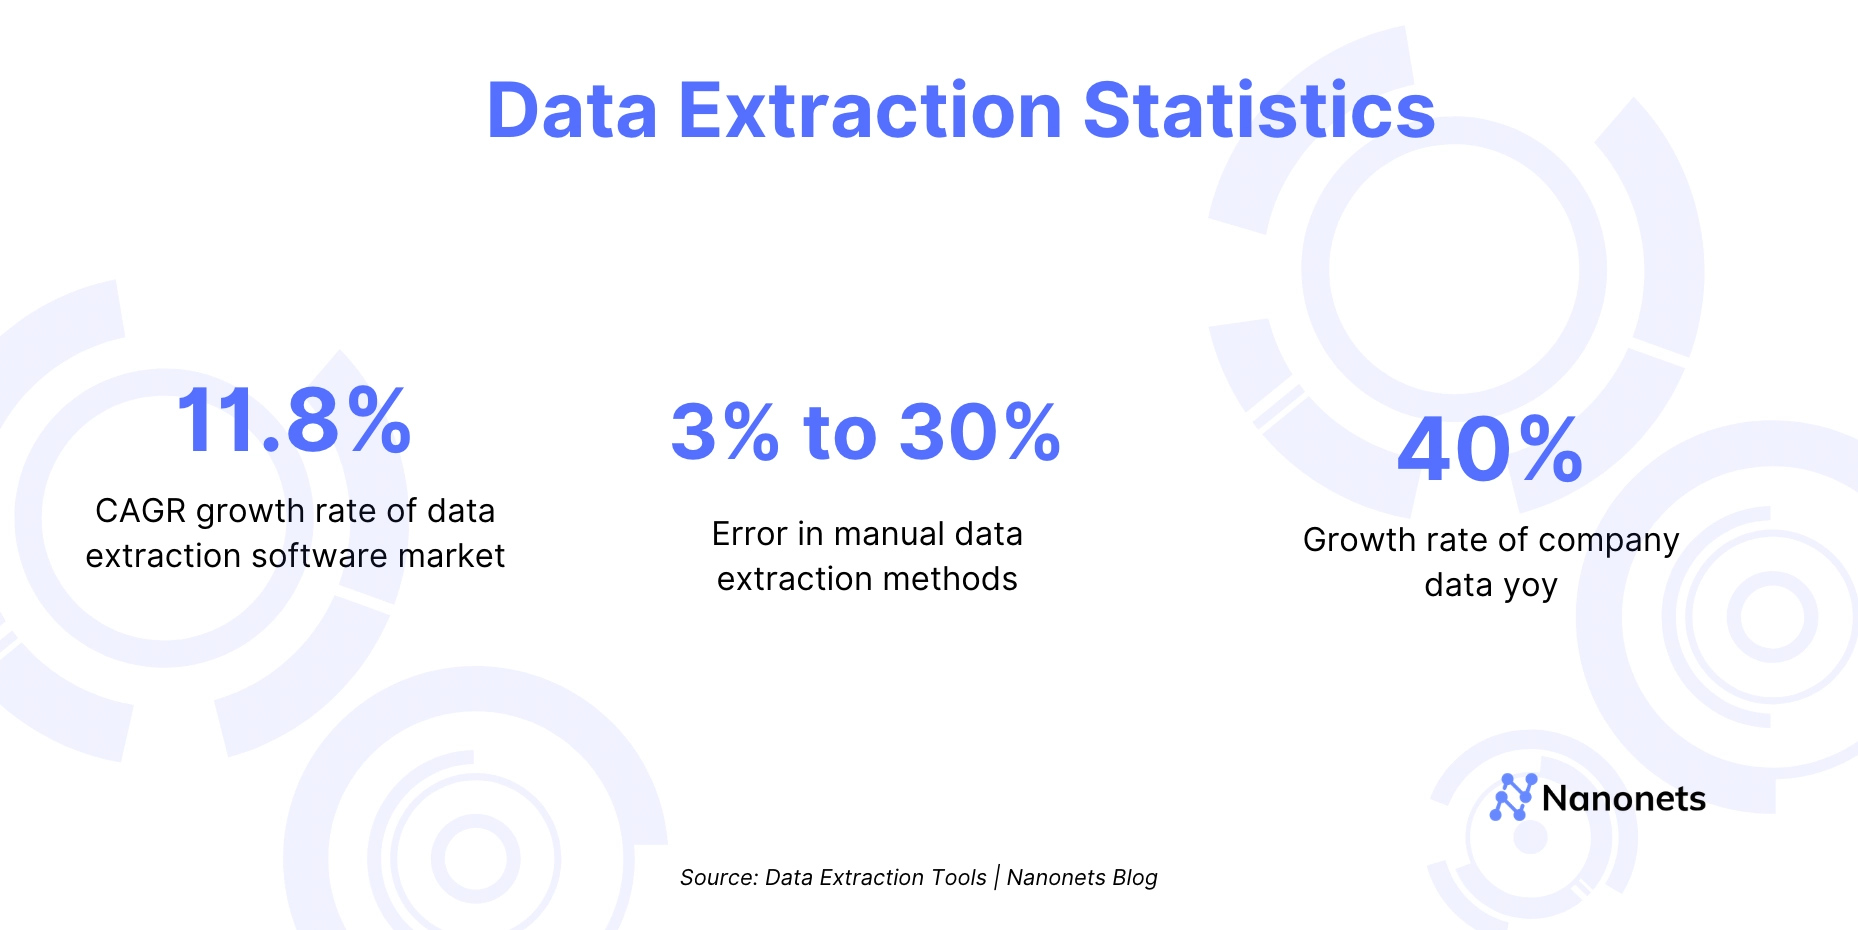 Data Extraction Statistics
11.8%
CAGR growth rate of data
extraction software market
3% to 30%
Error in manual data
extraction methods
40%
Growth rate of company
data yoy
Nanonets
Source: Data Extraction Tools | Nanonets Blog